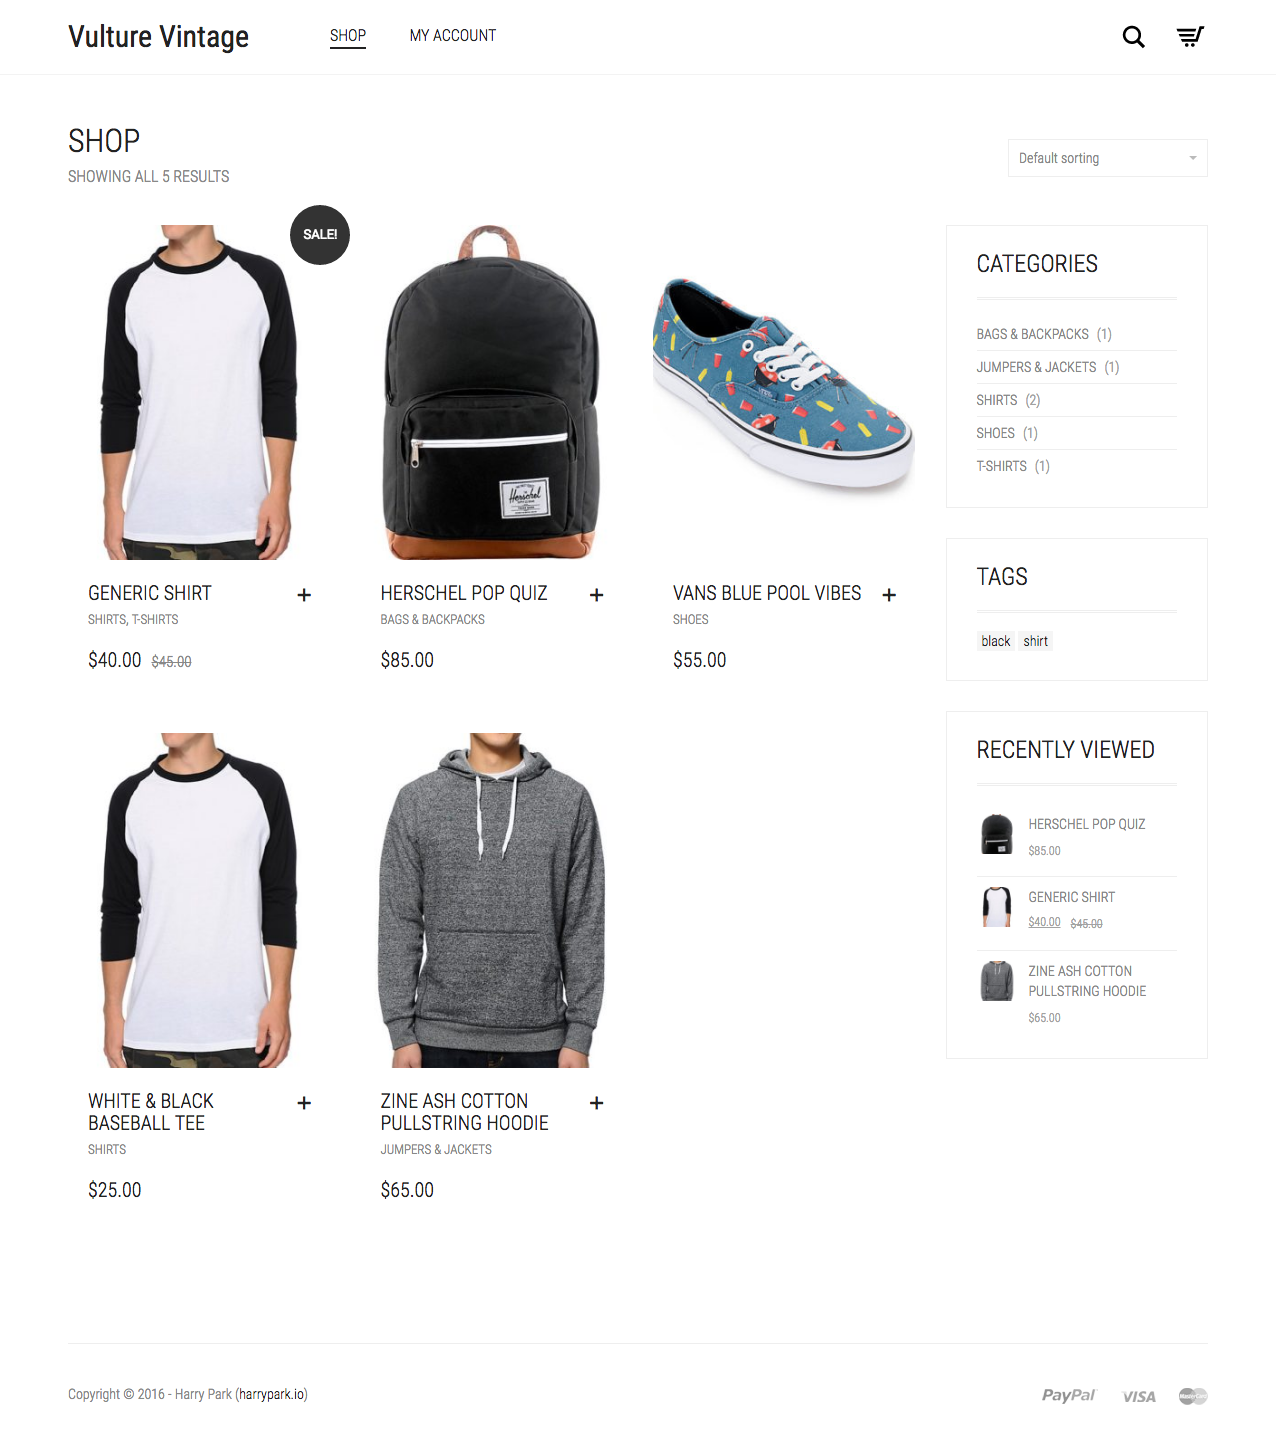 Vulture Vintage
SHOP
MY ACCOUNT
SHOP
SHOWING ALL 5 RESULTS
Default sorting
SALE!
Herschel
VANS
GENERIC SHIRT
SHIRTS, T-SHIRTS
$40.00 $45.00
HERSCHEL POP QUIZ
BAGS & BACKPACKS
$85.00
VANS BLUE POOL VIBES
SHOES
$55.00
WHITE & BLACK
BASEBALL TEE
SHIRTS
$25.00
ZINE ASH COTTON
PULLSTRING HOODIE
JUMPERS & JACKETS
$65.00
CATEGORIES
BAGS & BACKPACKS (1)
JUMPERS & JACKETS (1)
SHIRTS (2)
SHOES (1)
T-SHIRTS (1)
TAGS
black shirt
RECENTLY VIEWED
HERSCHEL POP QUIZ
$85.00
GENERIC SHIRT
$40.00 $45.00
ZINE ASH COTTON
PULLSTRING HOODIE
$65.00
Copyright © 2016 - Harry Park (harrypark.io)
PayPal
VISA
MasterCard